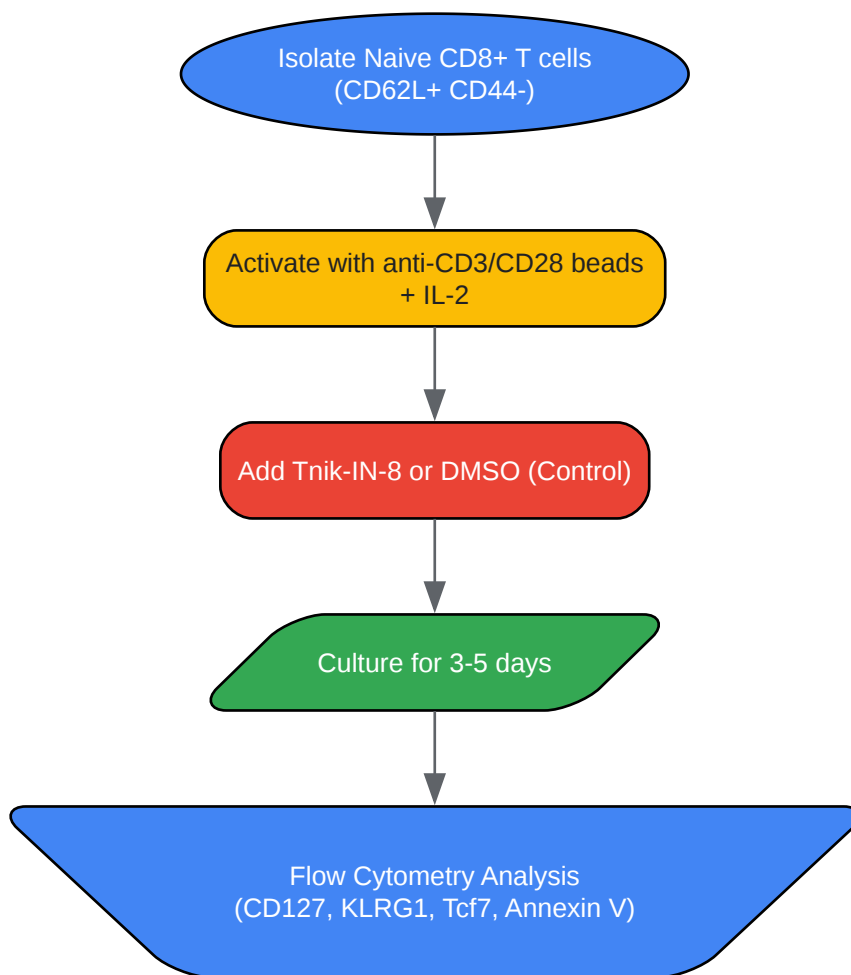 Isolate Naive CD8+ T cells
(CD62L+ CD44-)
Activate with anti-CD3/CD28 beads
+ IL-2
Add Tnik-IN-8 or DMSO (Control)
Culture for 3-5 days
Flow Cytometry Analysis
(CD127, KLRG1, Tcf7, Annexin V)